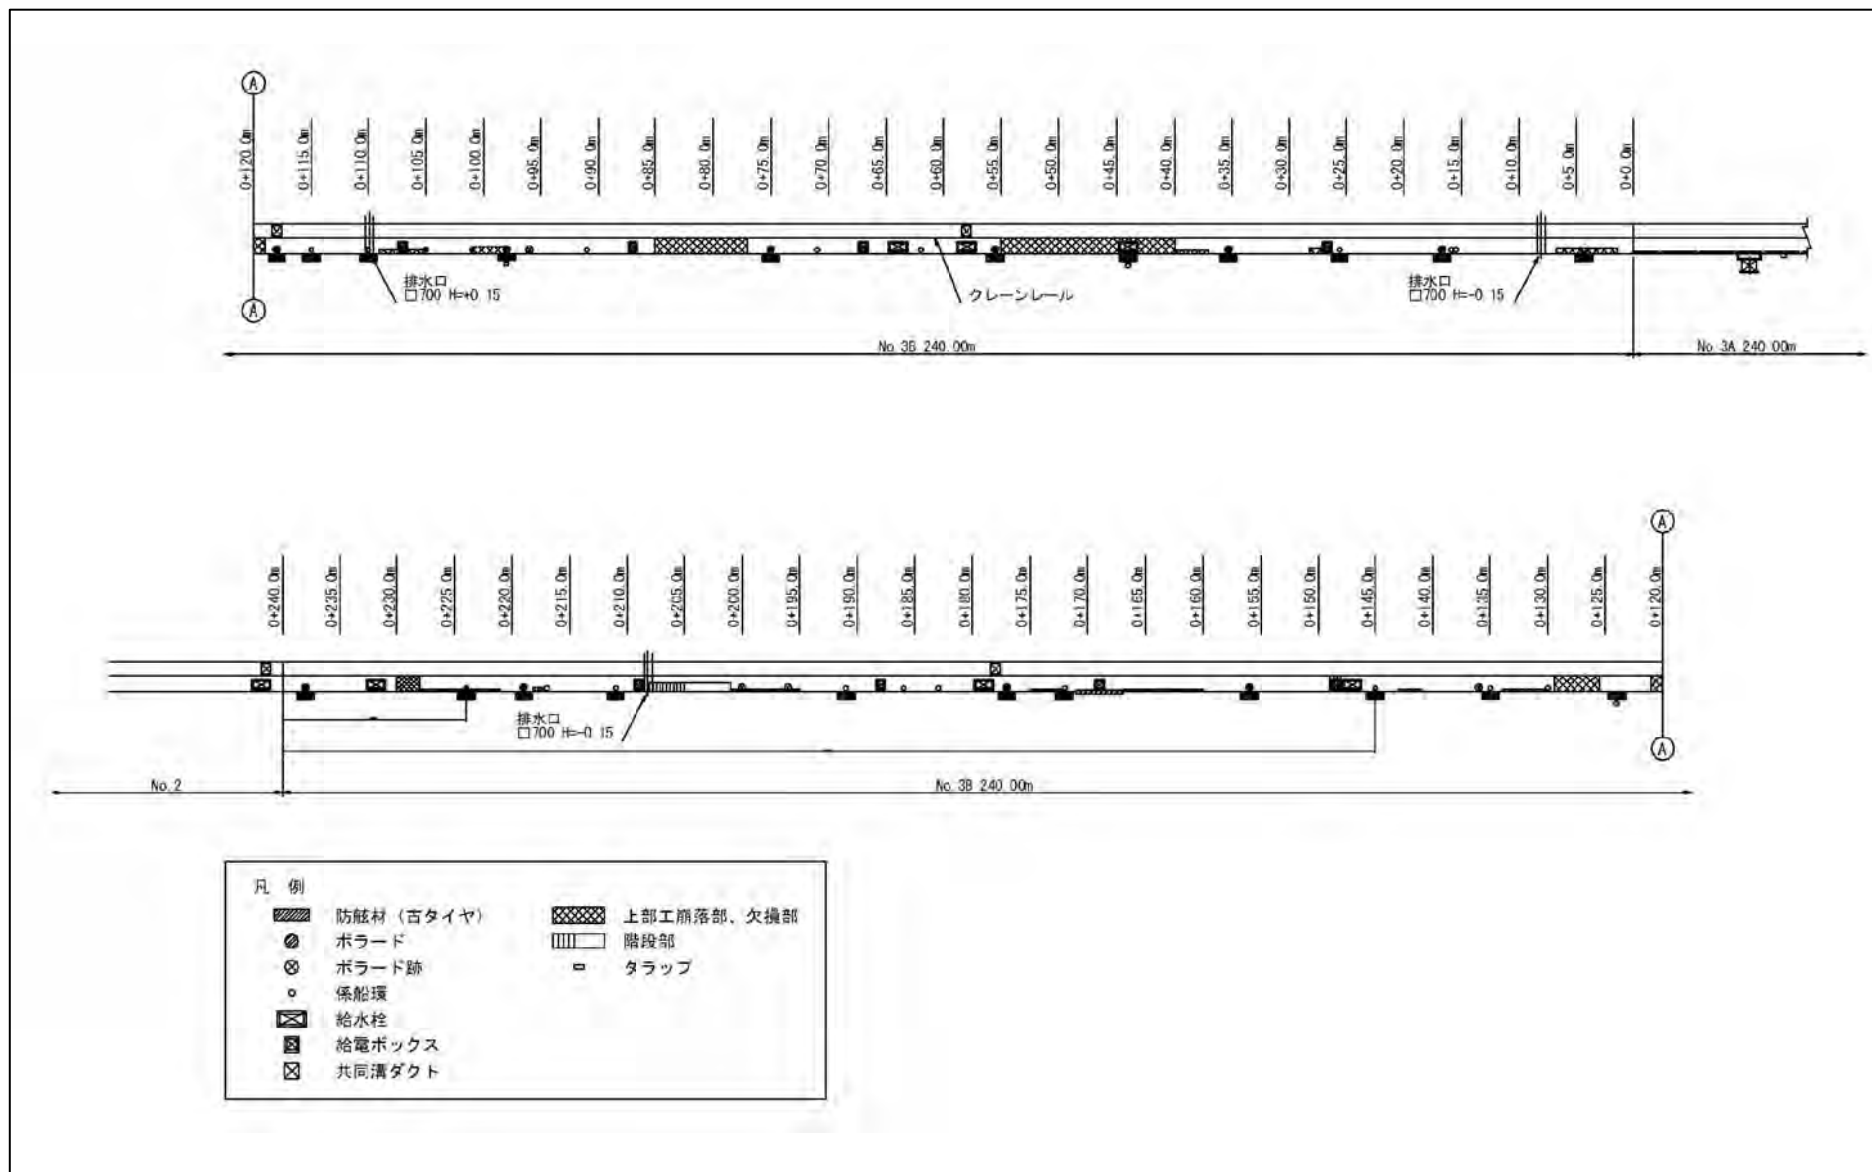 A
0+120.0m
0+115.0m
0+110.0m
0+105.0m
0+100.0m
0+95.0m
0+90.0m
0+85.0m
0+80.0m
0+75.0m
0+70.0m
0+65.0m
0+60.0m
0+55.0m
0+50.0m
0+45.0m
0+40.0m
0+35.0m
0+30.0m
0+25.0m
0+20.0m
0+15.0m
0+10.0m
0+5.0m
0+0.0m
排水口
□700 H=+0.15
クレーンレール
排水口
□700 H=-0.15
A
No.3B 240.00m
No.3A 240.00m
A
0+240.0m
0+235.0m
0+230.0m
0+225.0m
0+220.0m
0+215.0m
0+210.0m
0+205.0m
0+200.0m
0+195.0m
0+190.0m
0+185.0m
0+180.0m
0+175.0m
0+170.0m
0+165.0m
0+160.0m
0+155.0m
0+150.0m
0+145.0m
0+140.0m
0+135.0m
0+130.0m
0+125.0m
0+120.0m
排水口
□700 H=-0.15
A
No.2
No.3B 240.00m
凡 例
防舷材（古タイヤ）
ボラード
ボラード跡
係船環
給水栓
給電ボックス
共同溝ダクト
上部工崩落部、欠損部
階段部
タラップ